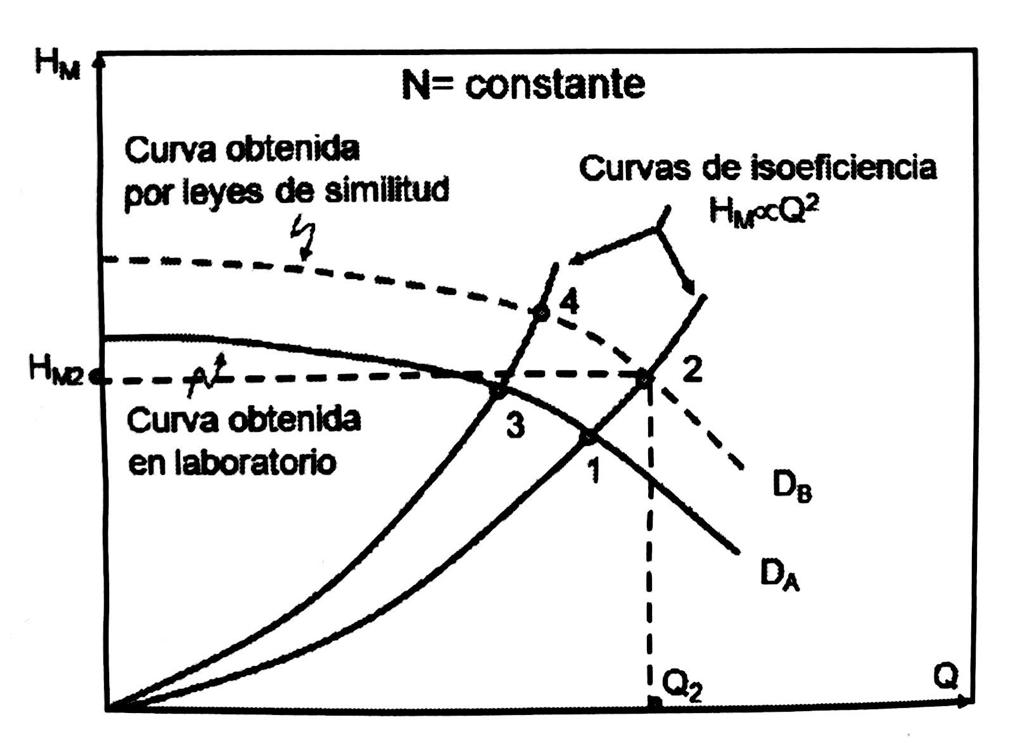 H_M
N= constante
Curva obtenida
por leyes de similitud
Curvas de isoeficiencia
H_M∝Q²
4
H_M2
2
3
Curva obtenida
en laboratorio
1
D_B
D_A
Q₂
Q